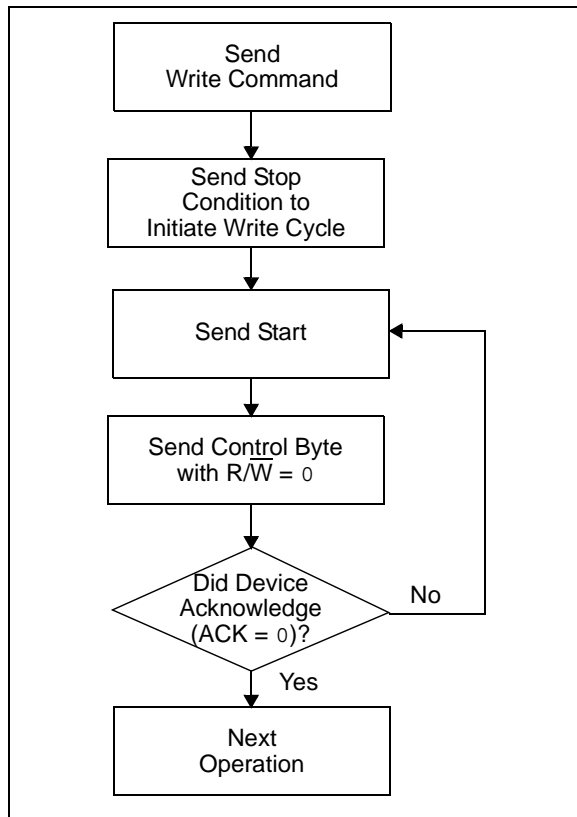 Send
Write Command
Send Stop
Condition to
Initiate Write Cycle
Send Start
Send Control Byte
with R/W̅ = 0
Did Device
Acknowledge
(ACK = 0)?
No
Yes
Next
Operation